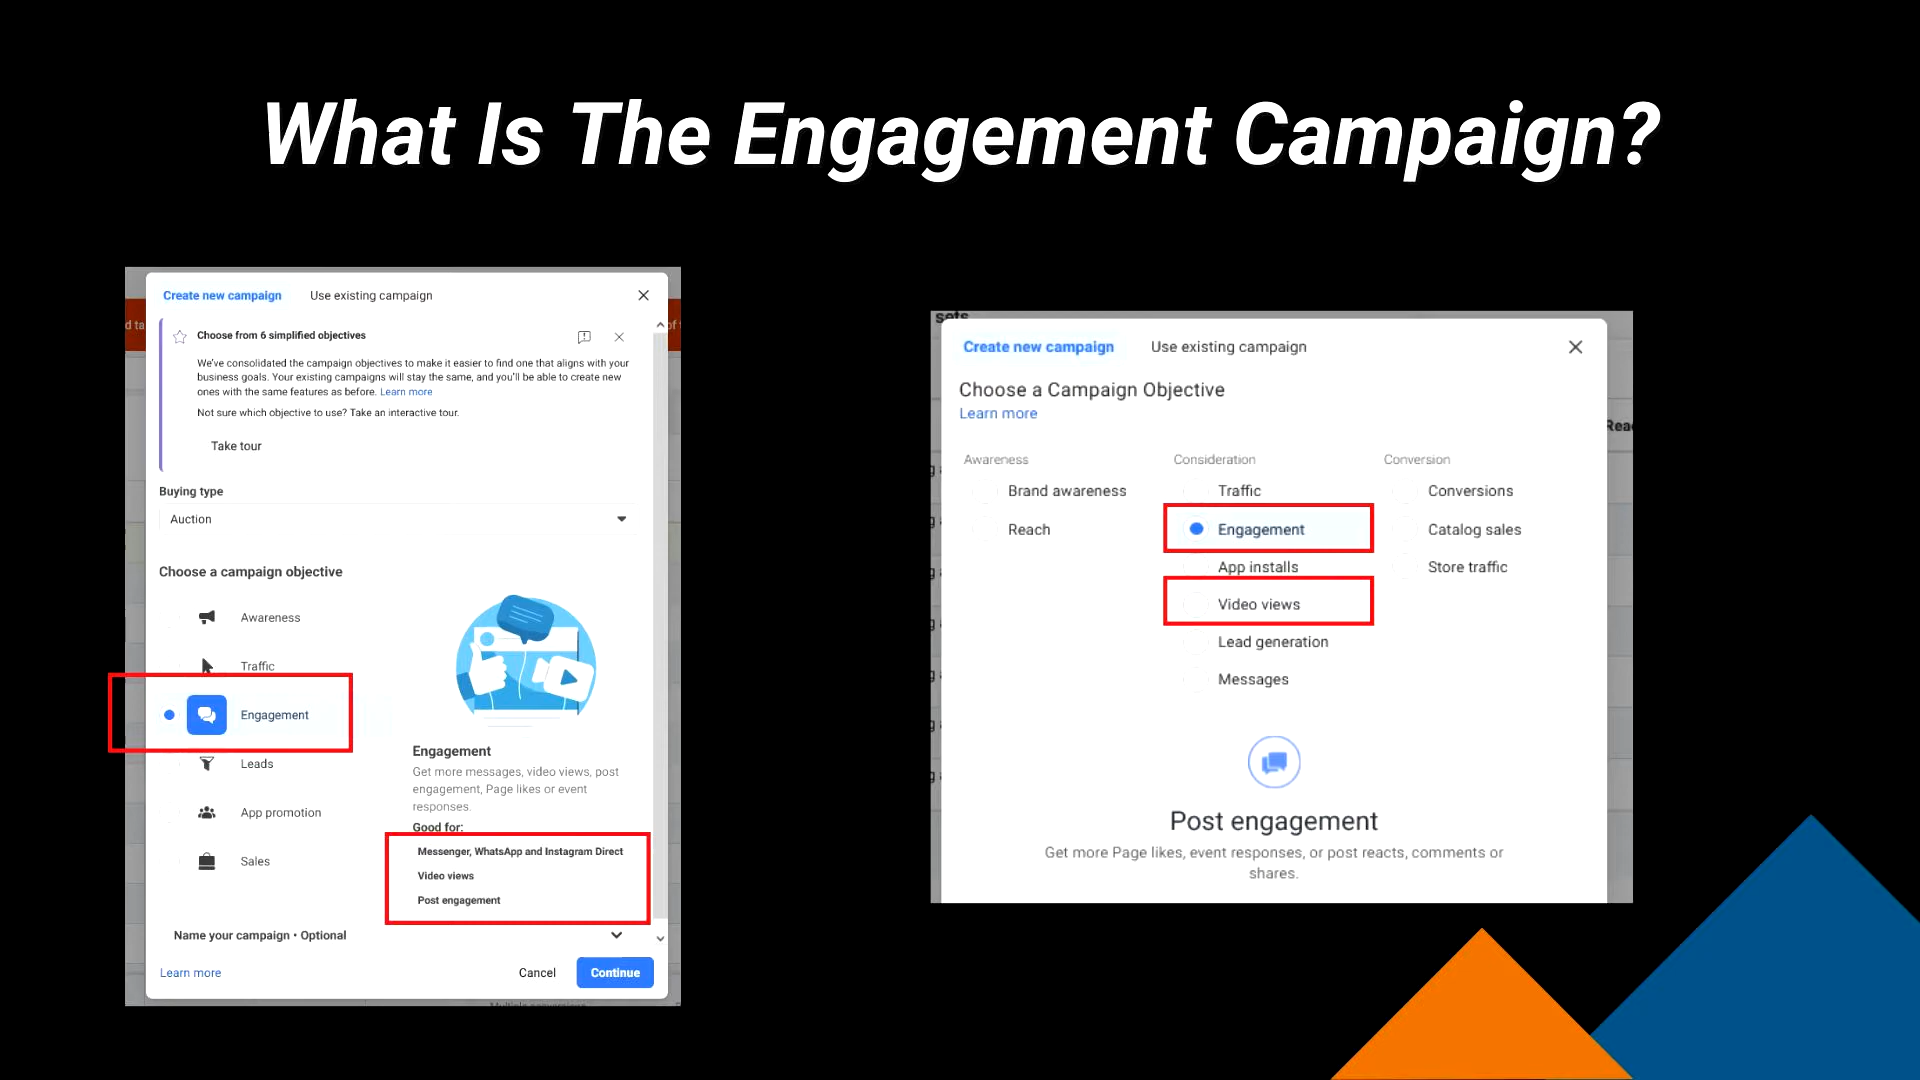 What Is The Engagement Campaign?
Create new campaign
Use existing campaign
Choose from 6 simplified objectives
We've consolidated the campaign objectives to make it easier to find one that aligns with your
business goals. Your existing campaigns will stay the same, and you'll be able to create new
ones with the same features as before. Learn more
Not sure which objective to use? Take an interactive tour.
Take tour
Buying type
Auction
Choose a campaign objective
Awareness
Traffic
Engagement
Leads
App promotion
Sales
Engagement
Get more messages, video views, post
engagement, Page likes or event
responses.
Good for:
Messenger, WhatsApp and Instagram Direct
Video views
Post engagement
Name your campaign • Optional
Learn more
Cancel
Continue
sets
Create new campaign
Use existing campaign
Choose a Campaign Objective
Learn more
Awareness
Brand awareness
Reach
Consideration
Traffic
Engagement
App installs
Video views
Lead generation
Messages
Conversion
Conversions
Catalog sales
Store traffic
Post engagement
Get more Page likes, event responses, or post reacts, comments or
shares.